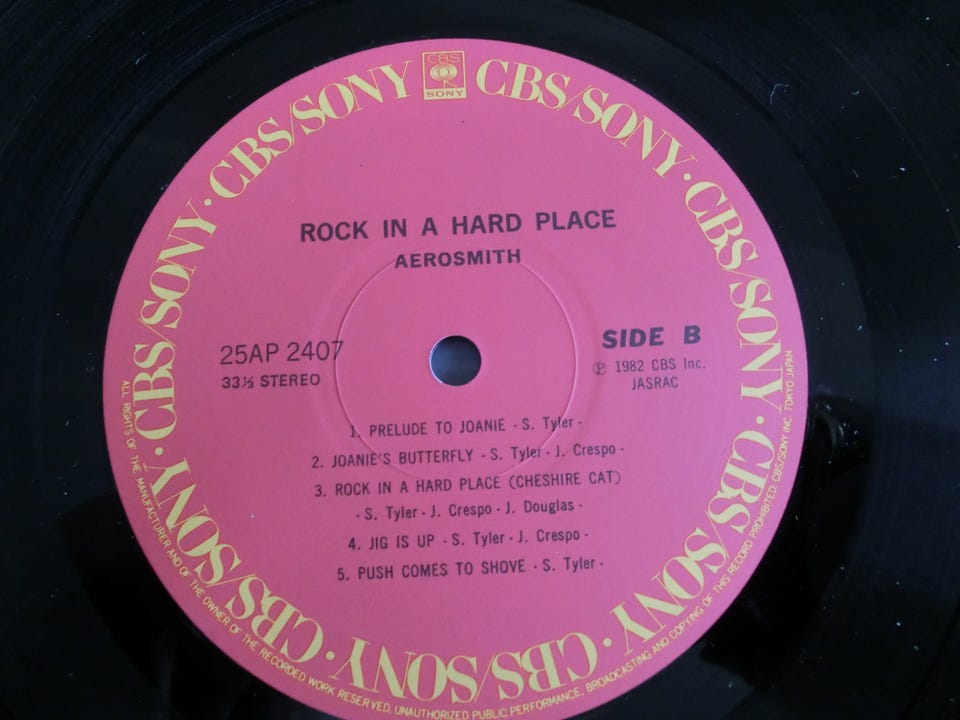 CBS/SONY · CBS/SONY · CBS/SONY · CBS/SONY · CBS/SONY · CBS/SONY · CBS/SONY · CBS/SONY
CBS
SONY
ROCK IN A HARD PLACE
AEROSMITH
25AP 2407
33⅓ STEREO
SIDE B
℗ 1982 CBS Inc.
JASRAC
1. PRELUDE TO JOANIE - S. Tyler -
2. JOANIE'S BUTTERFLY - S. Tyler - J. Crespo -
3. ROCK IN A HARD PLACE (CHESHIRE CAT)
- S. Tyler - J. Crespo - J. Douglas -
4. JIG IS UP - S. Tyler - J. Crespo -
5. PUSH COMES TO SHOVE - S. Tyler -
ALL RIGHTS OF THE MANUFACTURER AND OF THE OWNER OF THE RECORDED WORK RESERVED. UNAUTHORIZED PUBLIC PERFORMANCE, BROADCASTING AND COPYING OF THIS RECORD PROHIBITED. CBS/SONY INC. TOKYO JAPAN